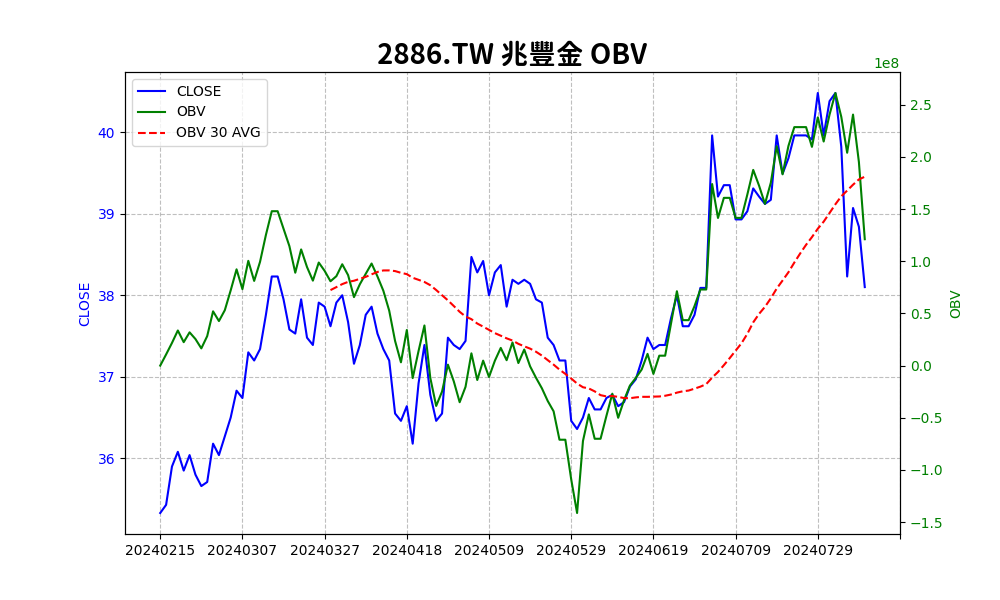 2886.TW 兆豐金 OBV
1e8
CLOSE
OBV
OBV 30 AVG
40
39
38
37
36
CLOSE
2.5
2.0
1.5
1.0
0.5
0.0
−0.5
−1.0
−1.5
OBV
20240215 20240307 20240327 20240418 20240509 20240529 20240619 20240709 20240729